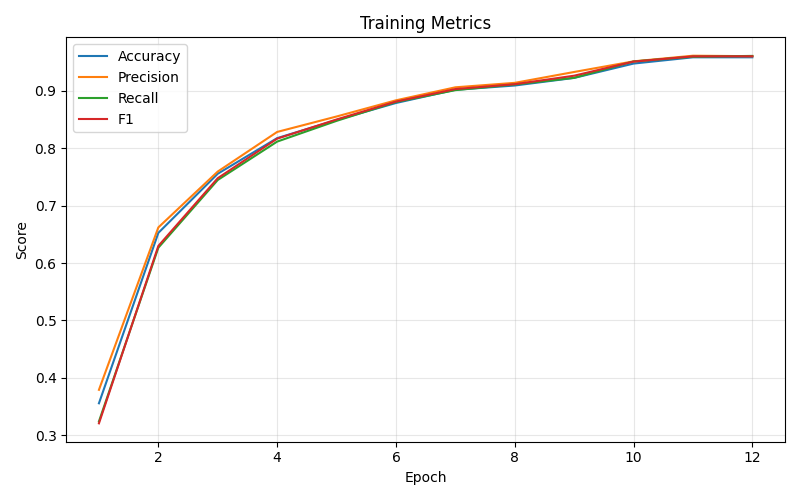 Training Metrics
Accuracy
Precision
Recall
F1
0.9
0.8
0.7
0.6
0.5
0.4
0.3
Score
2 4 6 8 10 12
Epoch